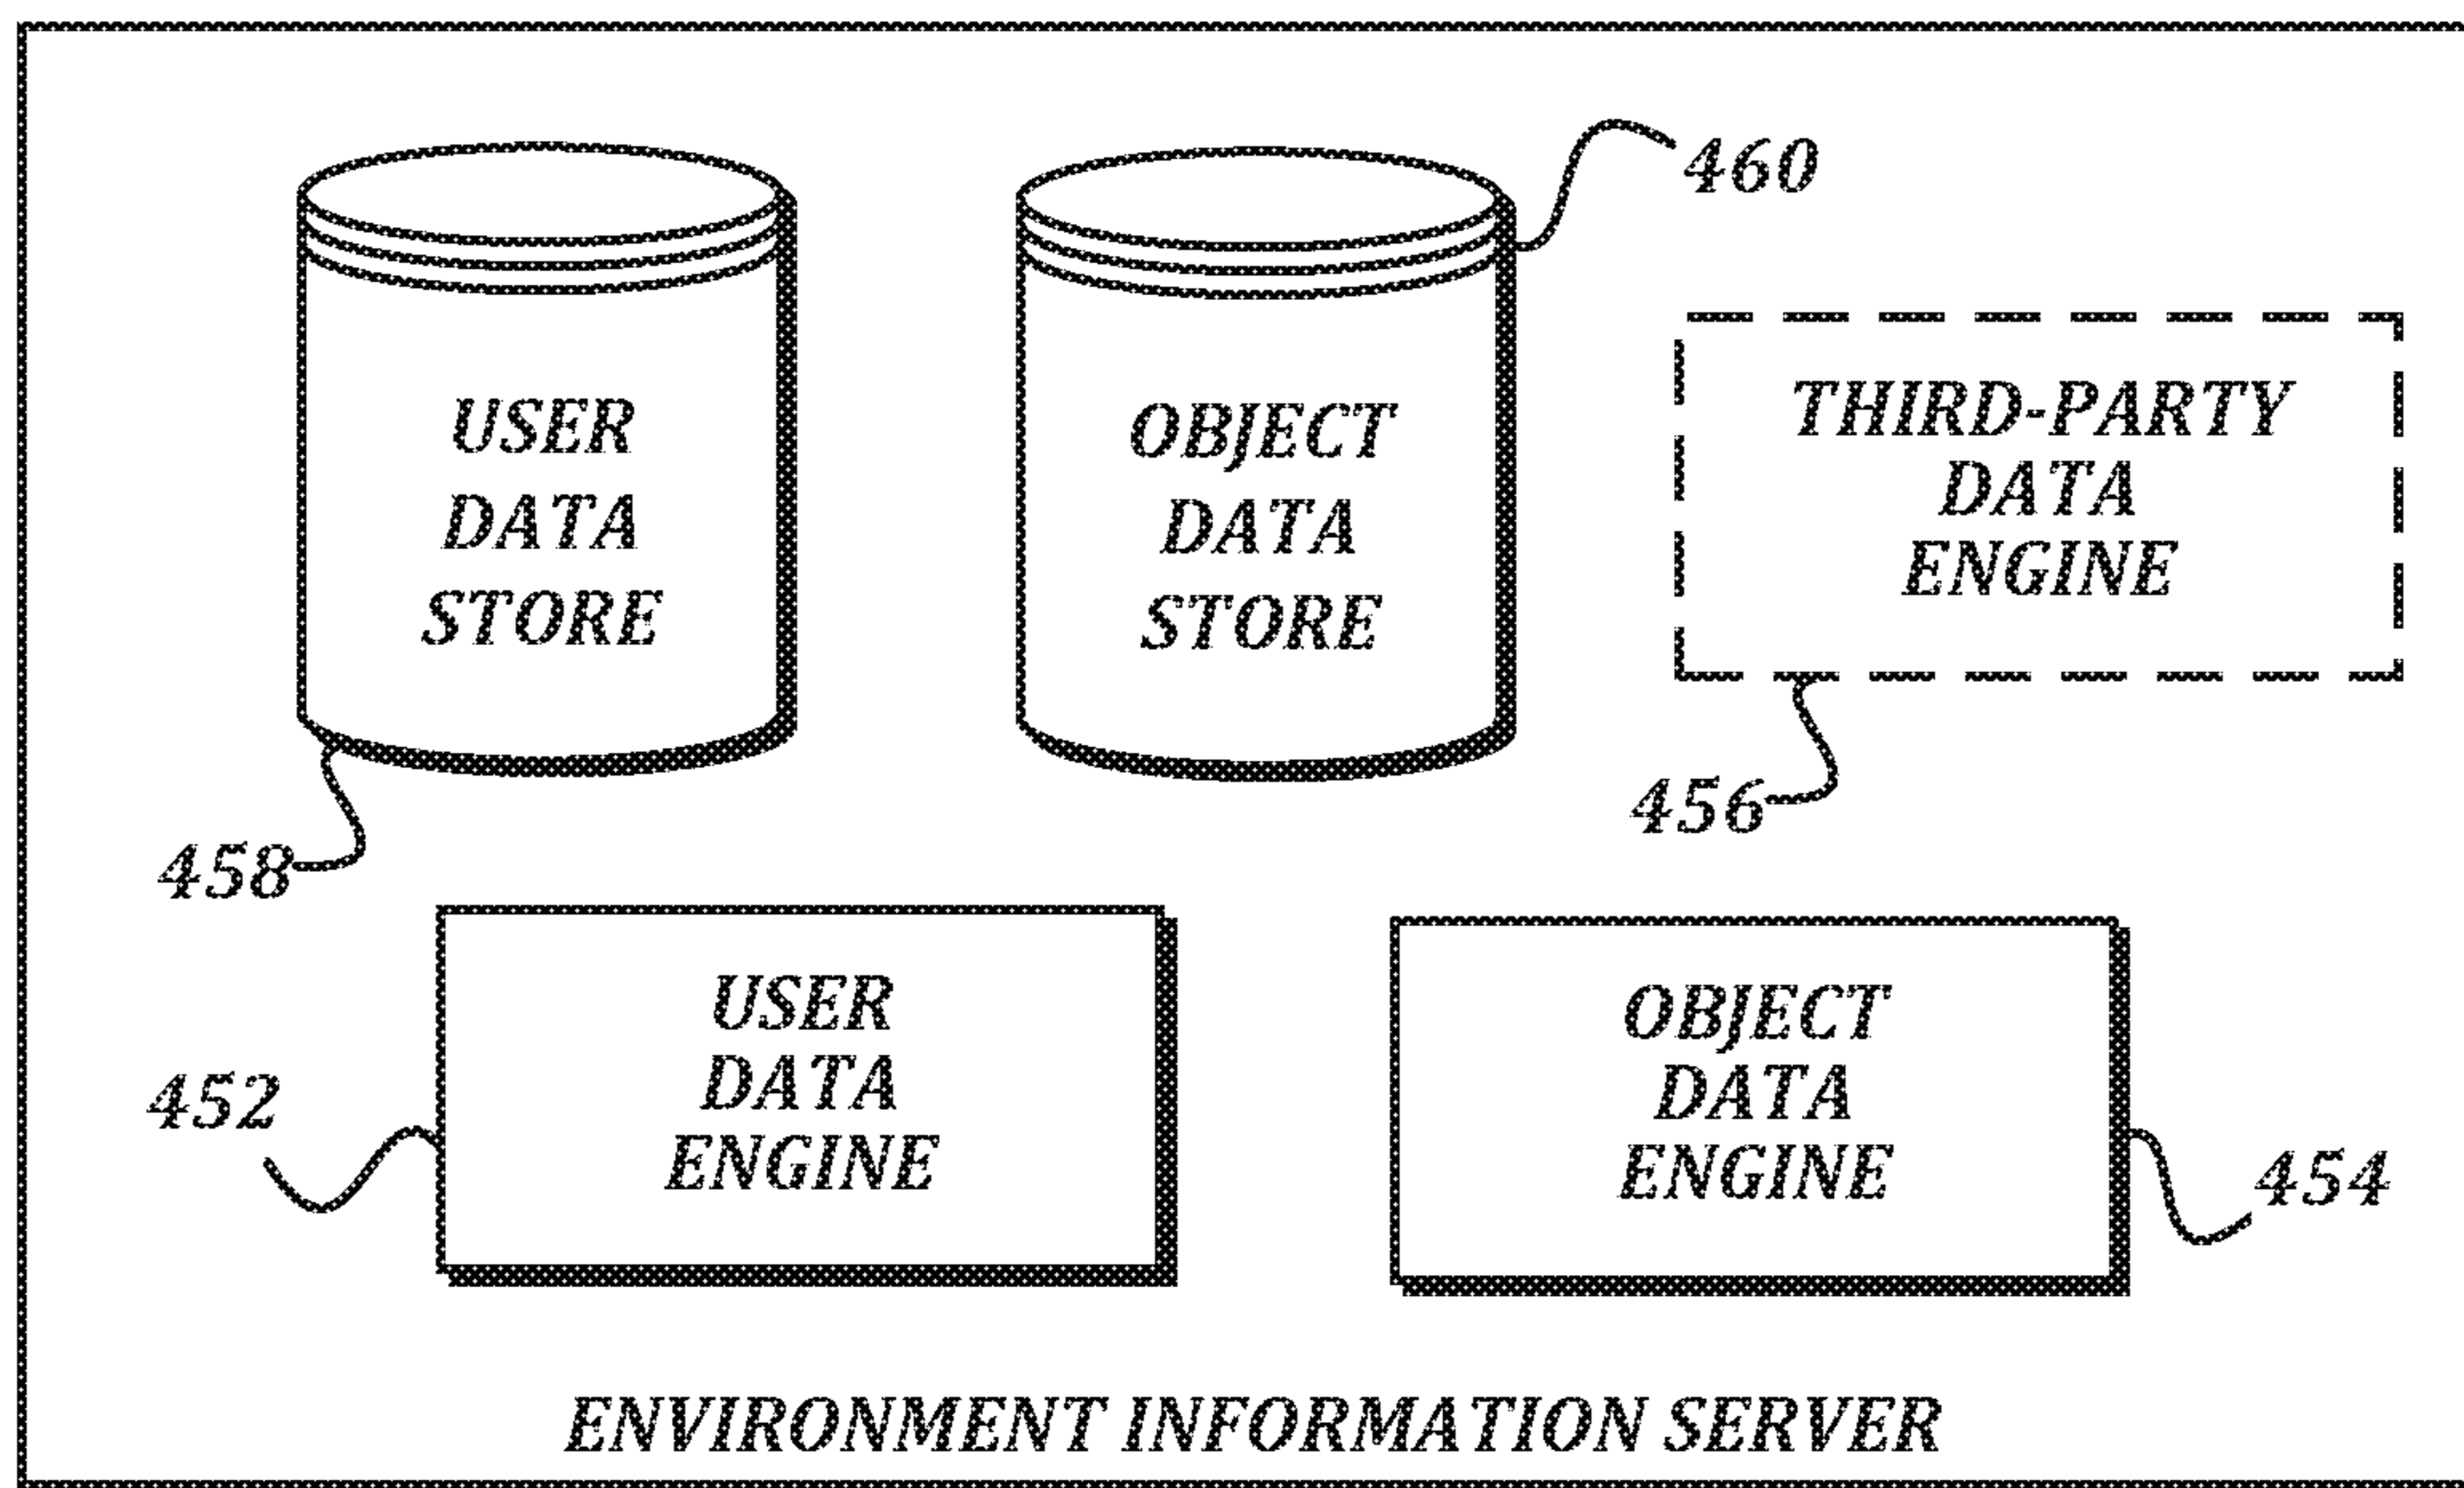 460
USER
DATA
STORE
OBJECT
DATA
STORE
THIRD-PARTY
DATA
ENGINE
458
456
USER
DATA
ENGINE
OBJECT
DATA
ENGINE
452
454
ENVIRONMENT INFORMATION SERVER